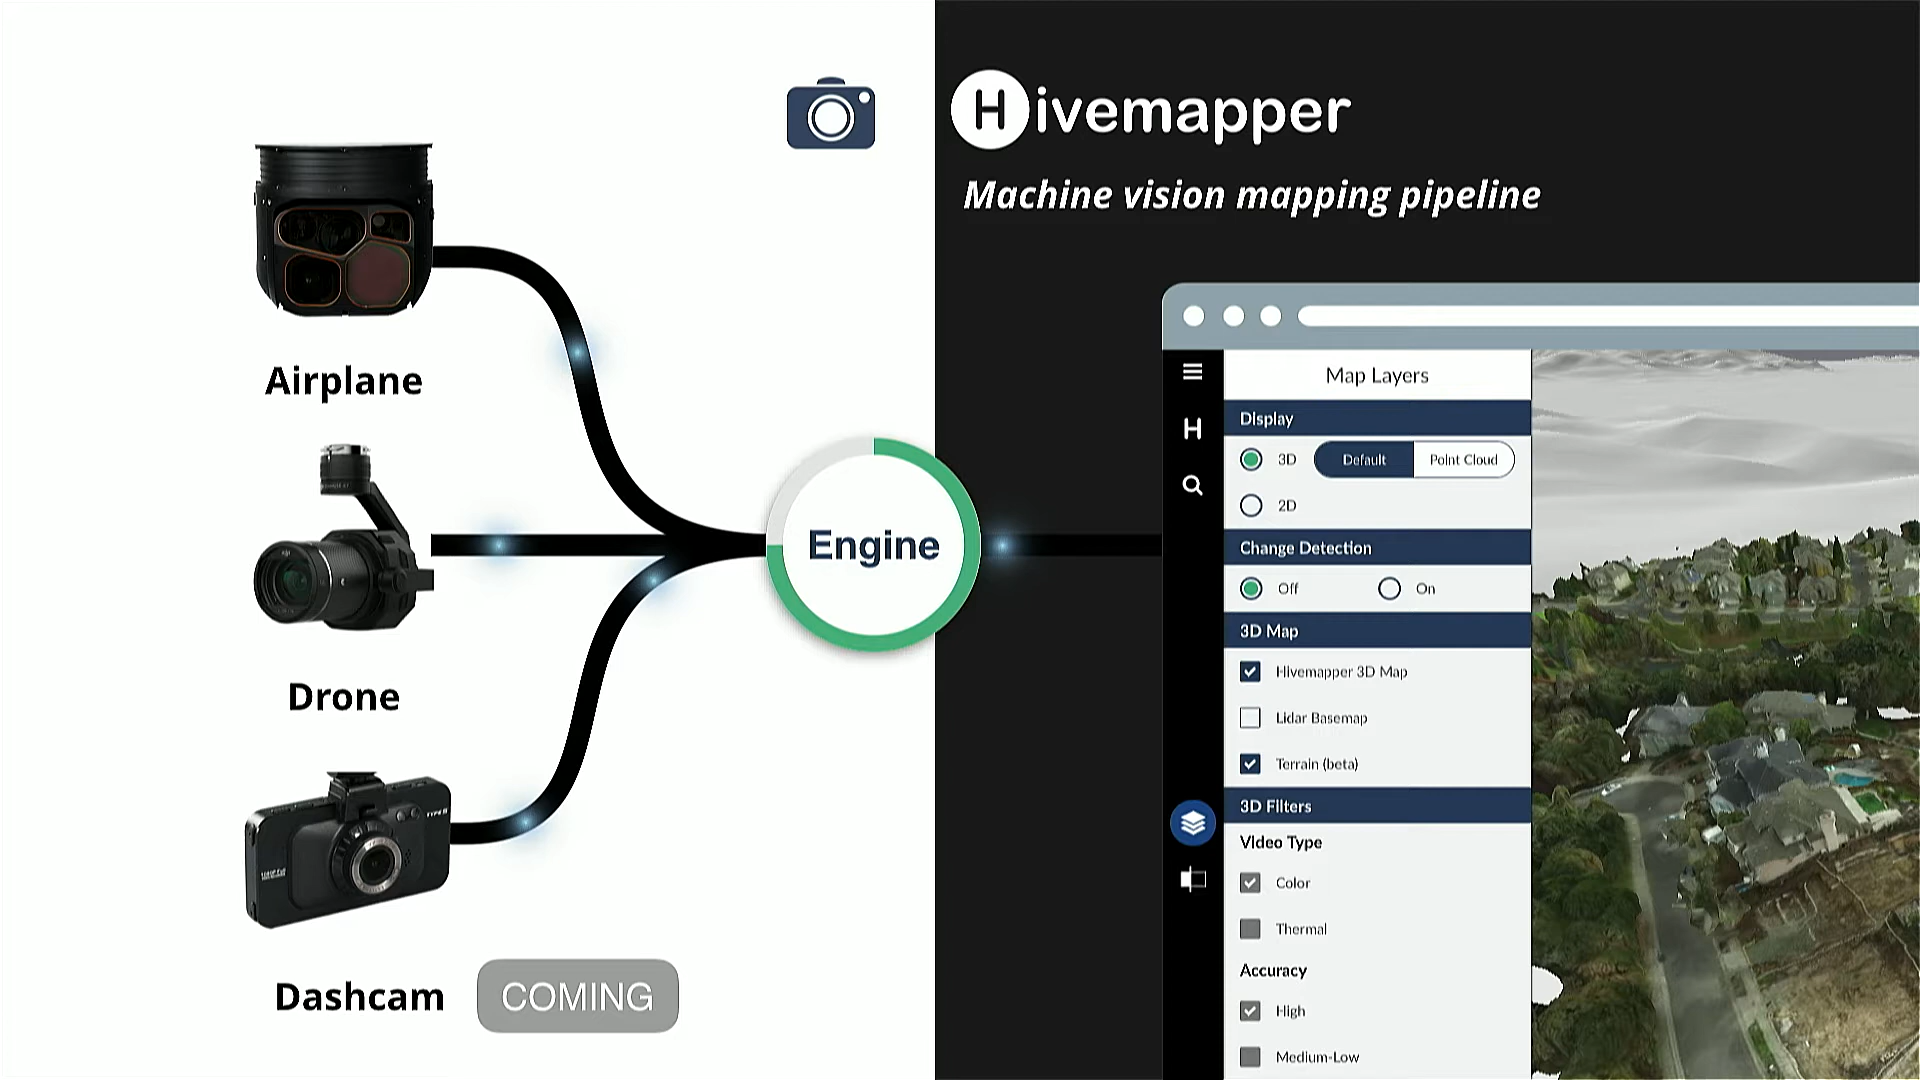 Hivemapper
Machine vision mapping pipeline
Airplane
Drone
Dashcam
COMING
Engine
H
Map Layers
Display
3D
Default
Point Cloud
2D
Change Detection
Off
On
3D Map
Hivemapper 3D Map
Lidar Basemap
Terrain (beta)
3D Filters
Video Type
Color
Thermal
Accuracy
High
Medium-Low